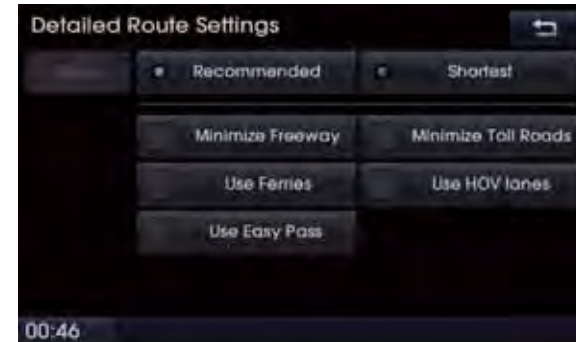 Detailed Route Settings
Recommended Shortest
Minimize Freeway Minimize Toll Roads
Use Ferries Use HOV lanes
Use Easy Pass
00:46